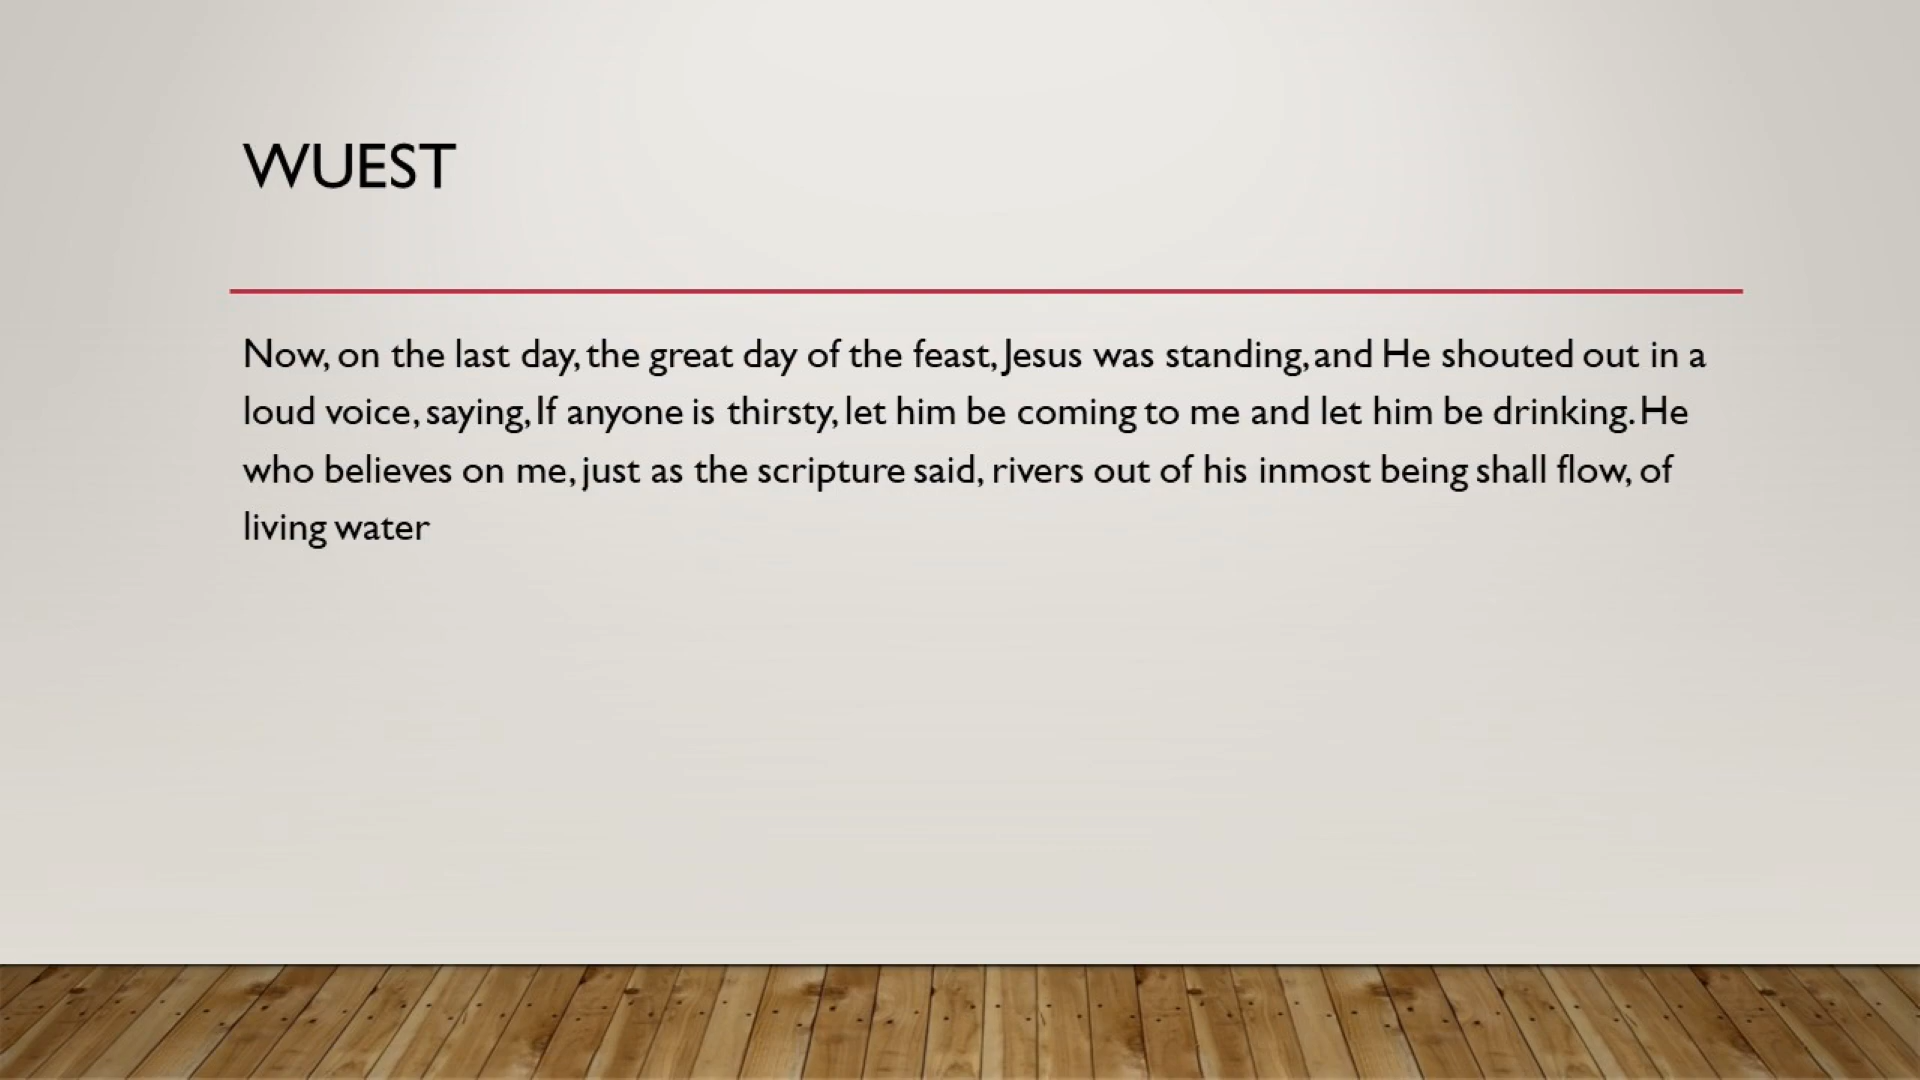 WUEST
Now, on the last day, the great day of the feast, Jesus was standing, and He shouted out in a
loud voice, saying, If anyone is thirsty, let him be coming to me and let him be drinking. He
who believes on me, just as the scripture said, rivers out of his inmost being shall flow, of
living water